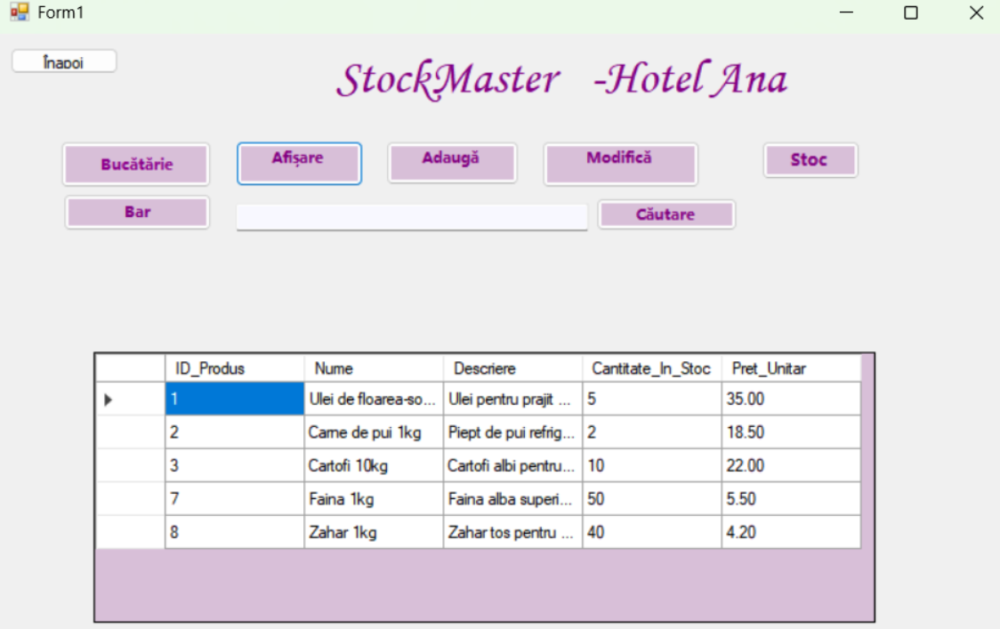 Form1
Înapoi
StockMaster -Hotel Ana
Bucătărie Afișare Adaugă Modifică Stoc
Bar Căutare
ID_Produs Nume Descriere Cantitate_In_Stoc Pret_Unitar
1 Ulei de floarea-so... Ulei pentru prajit ... 5 35.00
2 Carne de pui 1kg Piept de pui refrig... 2 18.50
3 Cartofi 10kg Cartofi albi pentru... 10 22.00
7 Faina 1kg Faina alba superi... 50 5.50
8 Zahar 1kg Zahar tos pentru ... 40 4.20